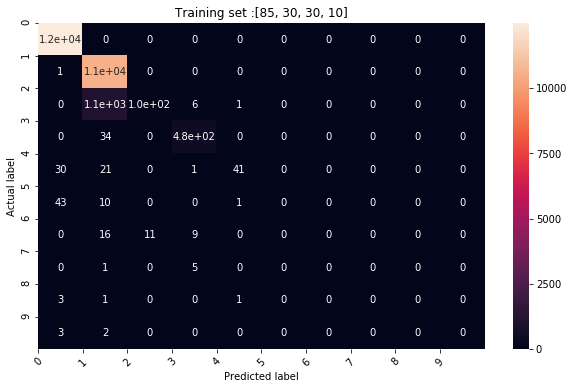 Training set :[85, 30, 30, 10]
0
1.2e+04 0 0 0 0 0 0 0 0 0
1
1 1.1e+04 0 0 0 0 0 0 0 0
2
0 1.1e+03 1.0e+02 6 1 0 0 0 0 0
3
0 34 0 4.8e+02 0 0 0 0 0 0
4
30 21 0 1 41 0 0 0 0 0
5
43 10 0 0 1 0 0 0 0 0
6
0 16 11 9 0 0 0 0 0 0
7
0 1 0 5 0 0 0 0 0 0
8
3 1 0 0 1 0 0 0 0 0
9
3 2 0 0 0 0 0 0 0 0
0 1 2 3 4 5 6 7 8 9
Actual label
Predicted label
10000
7500
5000
2500
0